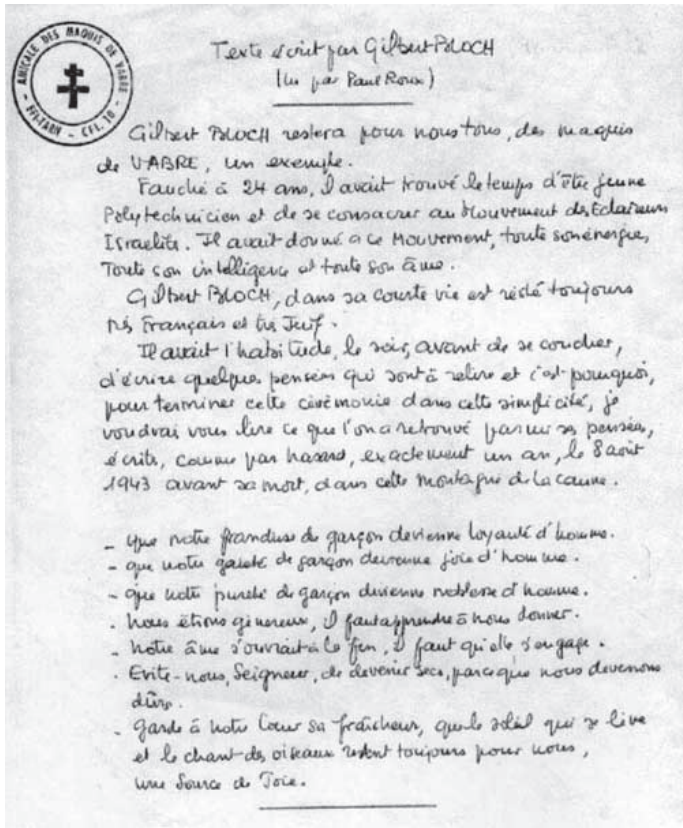 AMICALE DES MAQUIS DE VABRE
FFI-TARN - CFL.10 -
Texte écrit par Gilbert BLOCH
(lu par Paul Roux)
Gilbert BLOCH restera pour nous tous, des maquis
de VABRE, un exemple.
Fauché à 24 ans, il avait trouvé le temps d'être jeune
Polytechnicien et de se consacrer au Mouvement des Eclaireurs
Israelits. Il avait donné a ce Mouvement, toute son énergie,
Toute son intelligence et toute son âme.
Gilbert BLOCH, dans sa courte vie est resté toujours
très Français et très Juif.
Il avait l'habitude, le soir, avant de se coucher,
d'écrire quelques pensées qui sont à relire et c'est pourquoi,
pour terminer cette cérémonie dans cette simplicité, je
voudrai vous lire ce que l'on a retrouvé parmi ses pensées,
écrits, comme par hasard, exactement un an, le 8 août
1943 avant sa mort, dans cette montagne de Lacaune.
- que notre franchise de garçon devienne loyauté d'homme.
- que notre gaieté de garçon devienne joie d'homme.
- que notre pureté de garçon devienne noblesse d'homme.
- Nous étions généreux, il faut apprendre à nous donner.
- Notre âme s'ouvrait à la fin, il faut qu'elle s'engage.
- Evite-nous, Seigneur, de devenir secs, parce que nous devenons
dûrs.
- Garde à notre Coeur sa fraîcheur, que le soleil qui se lève
et le chant des oiseaux restent toujours pour nous,
une Source de Joie.